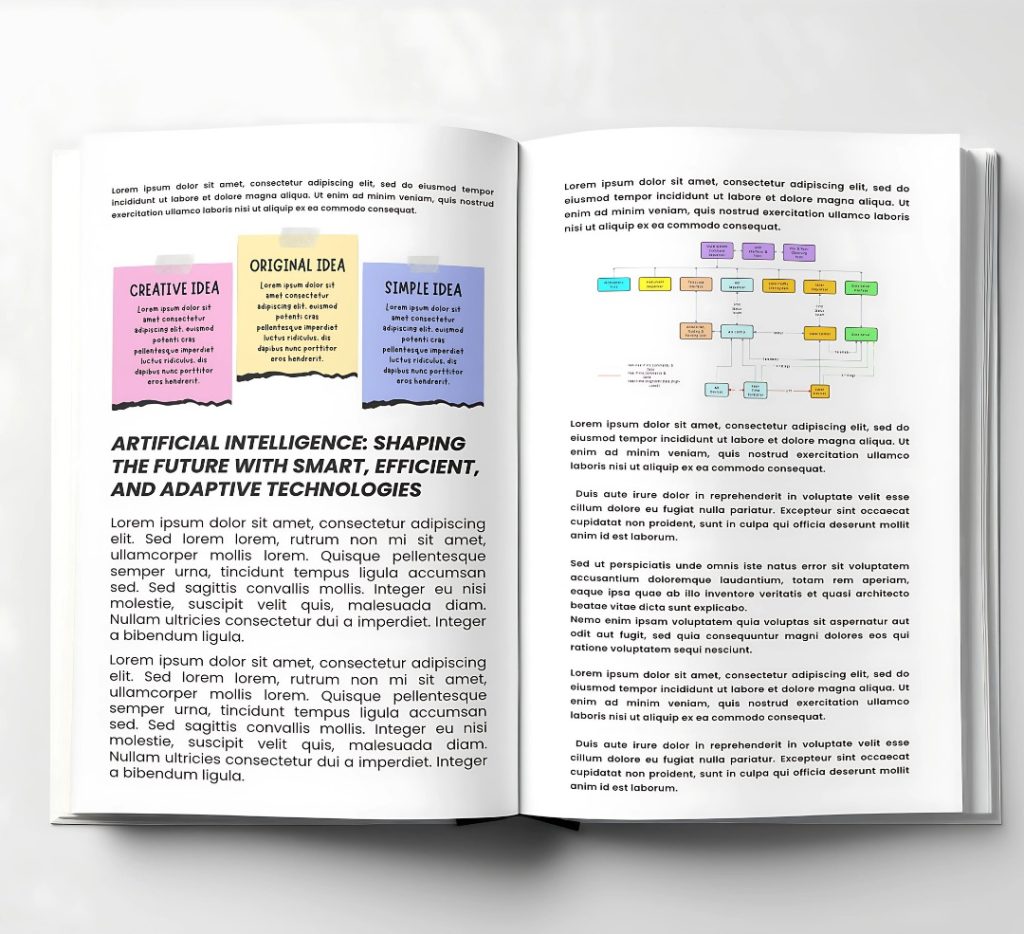 Lorem ipsum dolor sit amet, consectetur adipiscing elit, sed do eiusmod tempor
incididunt ut labore et dolore magna aliqua. Ut enim ad minim veniam, quis nostrud
exercitation ullamco laboris nisi ut aliquip ex ea commodo consequat.
CREATIVE IDEA
Lorem ipsum dolor sit
amet consectetur
adipiscing elit, euismod
potenti cras
pellentesque imperdiet
luctus ridiculus, dis
dapibus nunc porttitor
eros hendrerit.
ORIGINAL IDEA
Lorem ipsum dolor sit
amet consectetur
adipiscing elit, euismod
potenti cras
pellentesque imperdiet
luctus ridiculus, dis
dapibus nunc porttitor
eros hendrerit.
SIMPLE IDEA
Lorem ipsum dolor sit
amet consectetur
adipiscing elit, euismod
potenti cras
pellentesque imperdiet
luctus ridiculus, dis
dapibus nunc porttitor
eros hendrerit.
ARTIFICIAL INTELLIGENCE: SHAPING
THE FUTURE WITH SMART, EFFICIENT,
AND ADAPTIVE TECHNOLOGIES
Lorem ipsum dolor sit amet, consectetur adipiscing
elit. Sed lorem lorem, rutrum non mi sit amet,
ullamcorper mollis lorem. Quisque pellentesque
semper urna, tincidunt tempus ligula accumsan
sed. Sed sagittis convallis mollis. Integer eu nisi
molestie, suscipit velit quis, malesuada diam.
Nullam ultricies consectetur dui a imperdiet. Integer
a bibendum ligula.
Lorem ipsum dolor sit amet, consectetur adipiscing
elit. Sed lorem lorem, rutrum non mi sit amet,
ullamcorper mollis lorem. Quisque pellentesque
semper urna, tincidunt tempus ligula accumsan
sed. Sed sagittis convallis mollis. Integer eu nisi
molestie, suscipit velit quis, malesuada diam.
Nullam ultricies consectetur dui a imperdiet. Integer
a bibendum ligula.
Lorem ipsum dolor sit amet, consectetur adipiscing elit, sed do
eiusmod tempor incididunt ut labore et dolore magna aliqua. Ut
enim ad minim veniam, quis nostrud exercitation ullamco laboris
nisi ut aliquip ex ea commodo consequat.
Lorem ipsum dolor sit amet, consectetur adipiscing elit, sed do
eiusmod tempor incididunt ut labore et dolore magna aliqua. Ut
enim ad minim veniam, quis nostrud exercitation ullamco
laboris nisi ut aliquip ex ea commodo consequat.
Duis aute irure dolor in reprehenderit in voluptate velit esse
cillum dolore eu fugiat nulla pariatur. Excepteur sint occaecat
cupidatat non proident, sunt in culpa qui officia deserunt mollit
anim id est laborum.
Sed ut perspiciatis unde omnis iste natus error sit voluptatem
accusantium doloremque laudantium, totam rem aperiam,
eaque ipsa quae ab illo inventore veritatis et quasi architecto
beatae vitae dicta sunt explicabo.
Nemo enim ipsam voluptatem quia voluptas sit aspernatur aut
odit aut fugit, sed quia consequuntur magni dolores eos qui
ratione voluptatem sequi nesciunt.
Lorem ipsum dolor sit amet, consectetur adipiscing elit, sed do
eiusmod tempor incididunt ut labore et dolore magna aliqua. Ut
enim ad minim veniam, quis nostrud exercitation ullamco
laboris nisi ut aliquip ex ea commodo consequat.
Duis aute irure dolor in reprehenderit in voluptate velit esse
cillum dolore eu fugiat nulla pariatur. Excepteur sint occaecat
cupidatat non proident, sunt in culpa qui officia deserunt mollit
anim id est laborum.